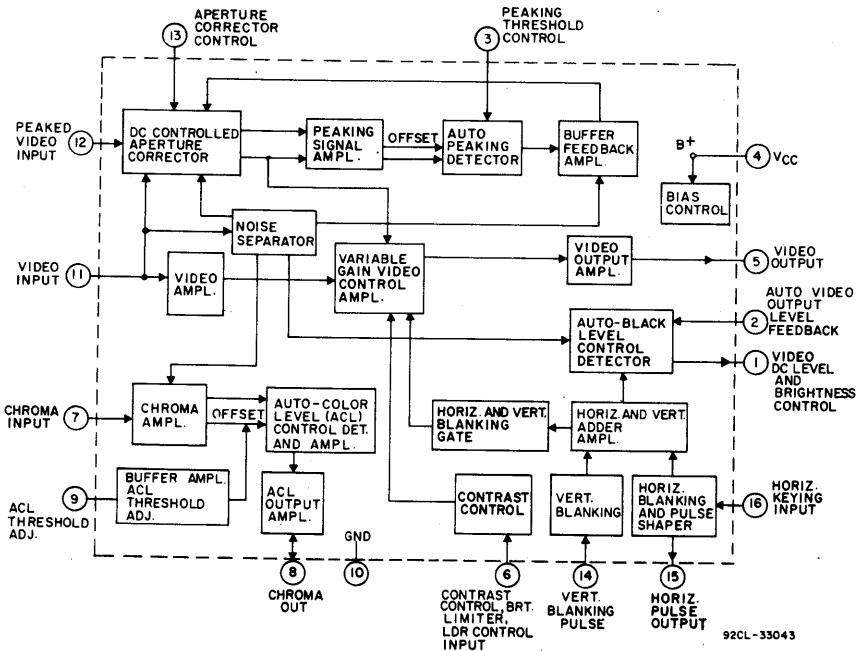 13
APERTURE
CORRECTOR
CONTROL
3
PEAKING
THRESHOLD
CONTROL
PEAKED
VIDEO
INPUT
12
DC CONTROLLED
APERTURE
CORRECTOR
PEAKING
SIGNAL
AMPL.
OFFSET
AUTO
PEAKING
DETECTOR
BUFFER
FEEDBACK
AMPL.
B+
4
VCC
BIAS
CONTROL
NOISE
SEPARATOR
VIDEO
INPUT
11
VIDEO
AMPL.
VARIABLE
GAIN VIDEO
CONTROL
AMPL.
VIDEO
OUTPUT
AMPL.
5
VIDEO
OUTPUT
AUTO-BLACK
LEVEL
CONTROL
DETECTOR
2
AUTO VIDEO
OUTPUT
LEVEL
FEEDBACK
1
VIDEO
DC LEVEL
AND
BRIGHTNESS
CONTROL
CHROMA
INPUT
7
CHROMA
AMPL.
OFFSET
AUTO-COLOR
LEVEL (ACL)
CONTROL DET.
AND AMPL.
HORIZ. AND VERT.
BLANKING
GATE
HORIZ. AND VERT.
ADDER
AMPL.
ACL
THRESHOLD
ADJ.
9
BUFFER AMPL.
ACL
THRESHOLD
ADJ.
ACL
OUTPUT
AMPL.
CONTRAST
CONTROL
VERT.
BLANKING
HORIZ.
BLANKING
AND PULSE
SHAPER
16
HORIZ.
KEYING
INPUT
GND
8
CHROMA
OUT
10
6
CONTRAST
CONTROL, BRT.
LIMITER,
LDR CONTROL
INPUT
14
VERT.
BLANKING
PULSE
15
HORIZ.
PULSE
OUTPUT
92CL-33043